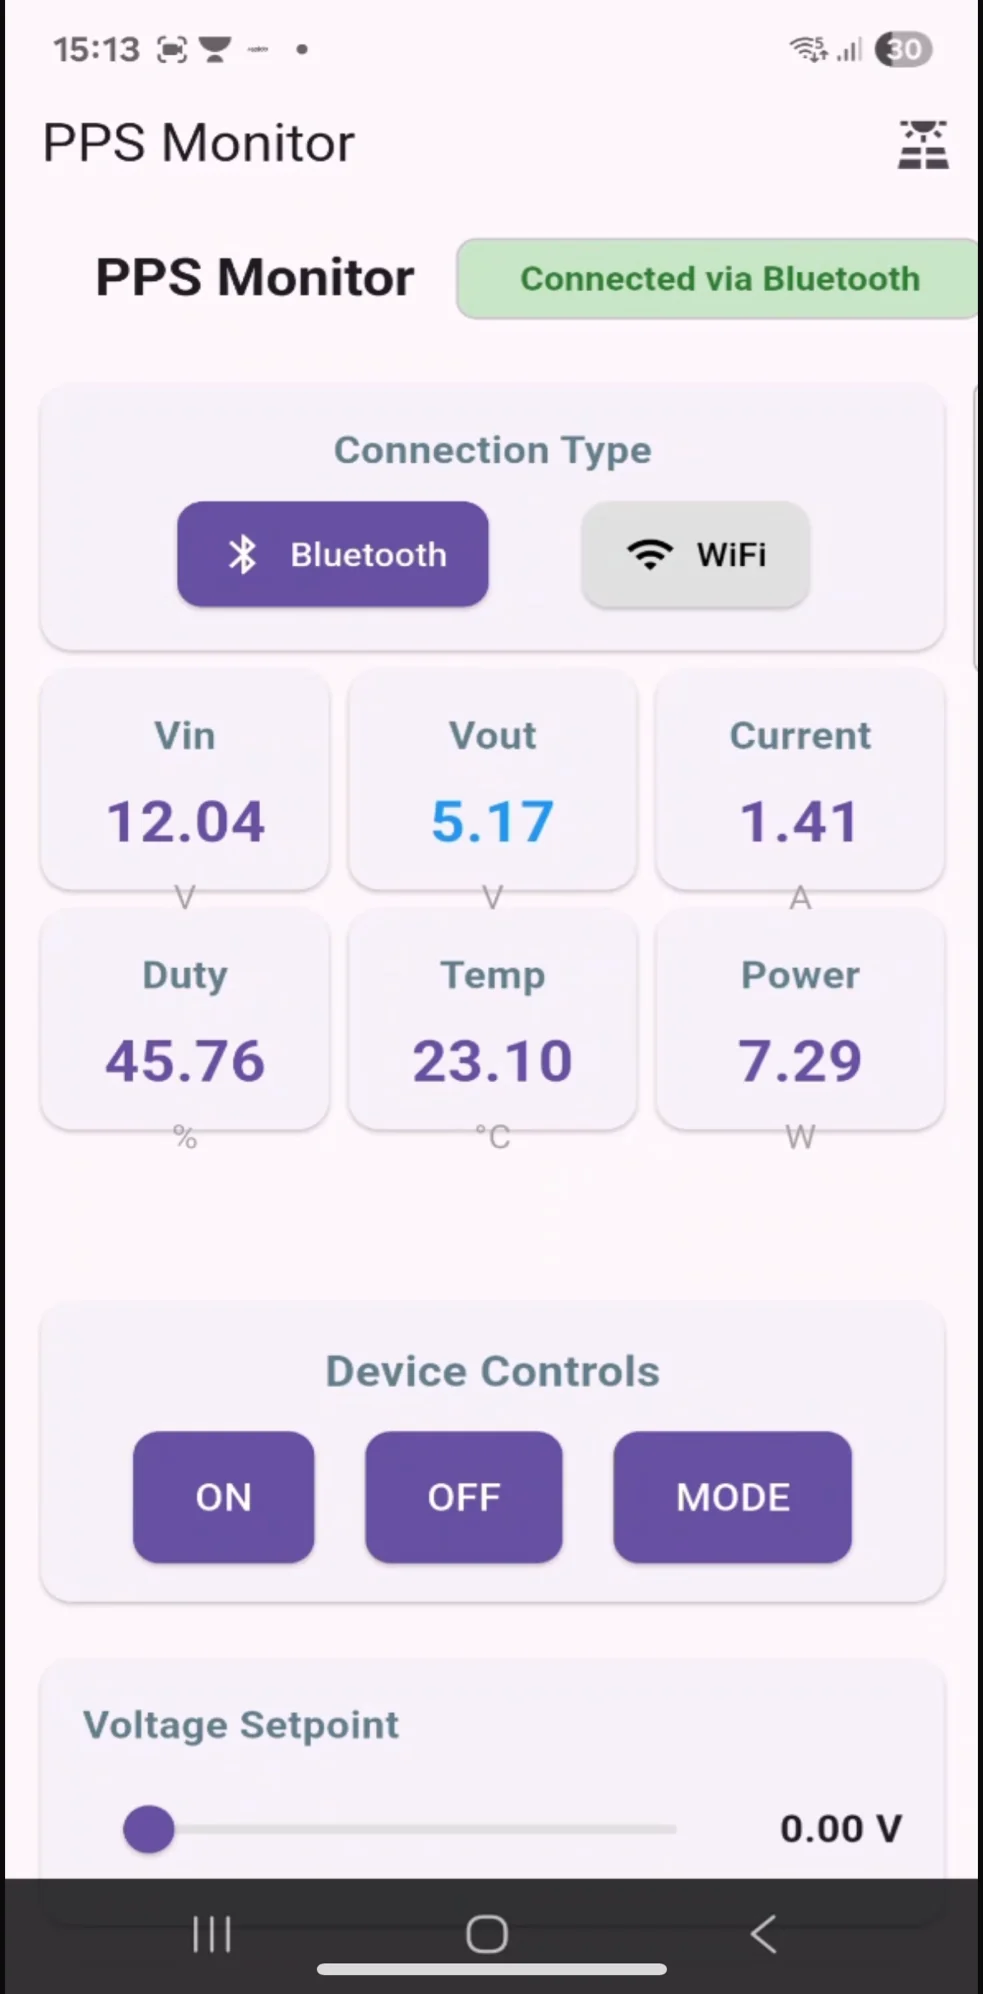 15:13
5
30
PPS Monitor
PPS Monitor
Connected via Bluetooth
Connection Type
Bluetooth
WiFi
Vin
Vout
Current
12.04
5.17
1.41
V
V
A
Duty
Temp
Power
45.76
23.10
7.29
%
°C
W
Device Controls
ON
OFF
MODE
Voltage Setpoint
0.00 V